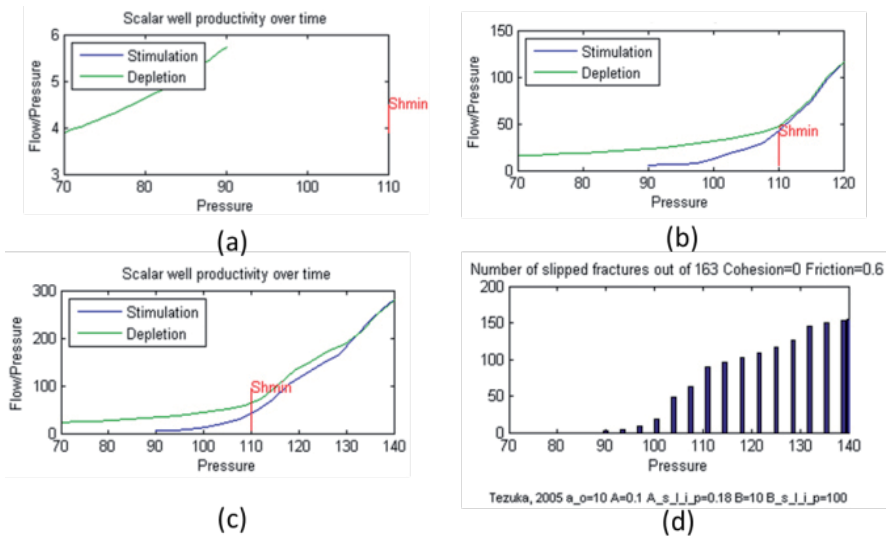 Scalar well productivity over time
6
5
4
3
Flow/Pressure
Stimulation
Depletion
Shmin
70 80 90 100 110
Pressure
(a)
150
100
50
0
Flow/Pressure
Stimulation
Depletion
Shmin
70 80 90 100 110 120
Pressure
(b)
Scalar well productivity over time
300
200
100
0
Flow/Pressure
Stimulation
Depletion
Shmin
70 80 90 100 110 120 130 140
Pressure
(c)
Number of slipped fractures out of 163 Cohesion=0 Friction=0.6
200
150
100
50
0
70 80 90 100 110 120 130 140
Pressure
Tezuka, 2005 a_o=10 A=0.1 A_s_l_i_p=0.18 B=10 B_s_l_i_p=100
(d)